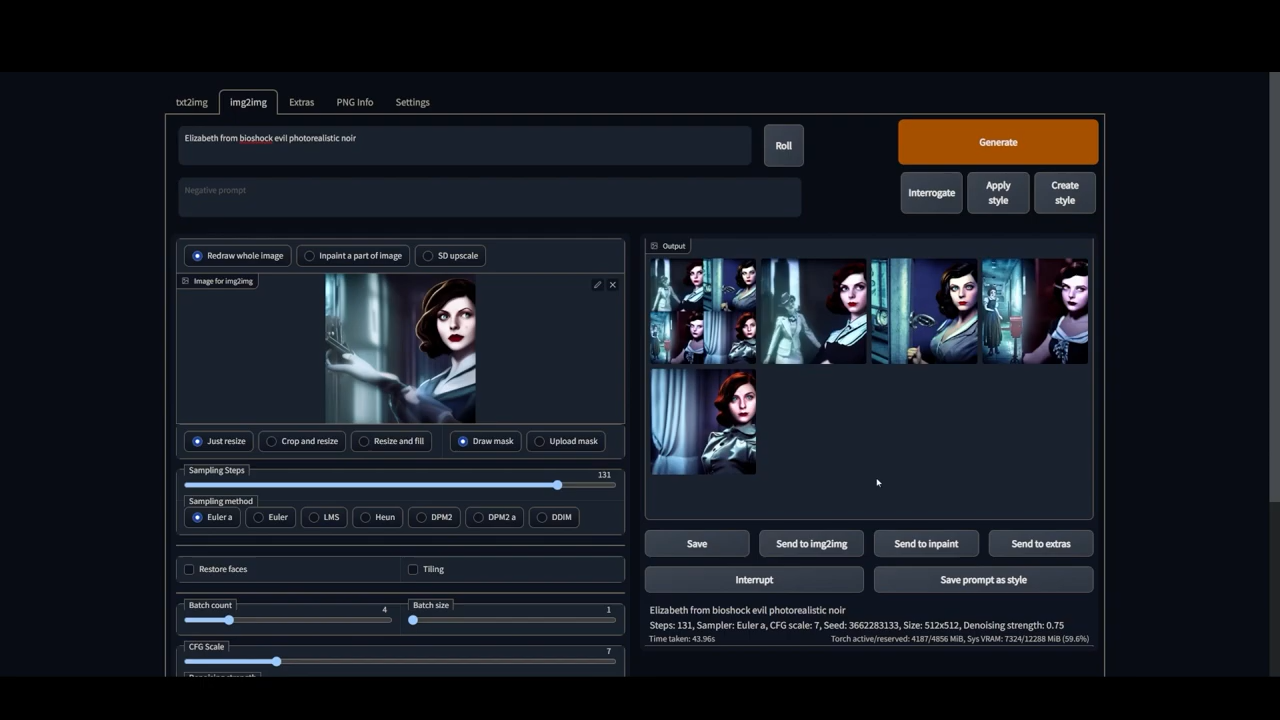 txt2img img2img Extras PNG Info Settings
Elizabeth from bioshock evil photorealistic noir
Roll
Generate
Negative prompt
Interrogate
Apply style
Create style
Redraw whole image Inpaint a part of image SD upscale
Image for img2img
Output
Just resize Crop and resize Resize and fill Draw mask Upload mask
Sampling Steps
131
Sampling method
Euler a Euler LMS Heun DPM2 DPM2 a DDIM
Restore faces Tiling
Batch count
4
Batch size
1
CFG Scale
7
Denoising strength
Save Send to img2img Send to inpaint Send to extras
Interrupt Save prompt as style
Elizabeth from bioshock evil photorealistic noir
Steps: 131, Sampler: Euler a, CFG scale: 7, Seed: 3662283133, Size: 512x512, Denoising strength: 0.75
Time taken: 43.96s
Torch active/reserved: 4187/4856 MiB, Sys VRAM: 7324/12288 MiB (59.6%)